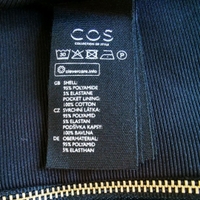 COS
COLLECTION OF STYLE
30
P
clevercare.info
GB SHELL:
95% POLYAMIDE
5% ELASTANE
POCKET LINING:
100% COTTON
CZ SVRCHNÍ LÁTKA:
95% POLYAMID
5% ELASTAN
PODŠÍVKA KAPSY:
100% BAVLNA
DE OBERMATERIAL:
95% POLYAMID
5% ELASTHAN